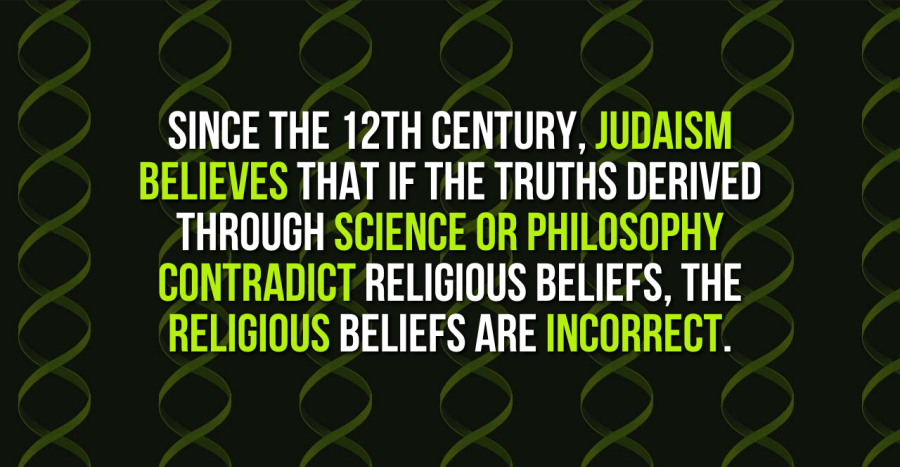 SINCE THE 12TH CENTURY, JUDAISM
BELIEVES THAT IF THE TRUTHS DERIVED
THROUGH SCIENCE OR PHILOSOPHY
CONTRADICT RELIGIOUS BELIEFS, THE
RELIGIOUS BELIEFS ARE INCORRECT.